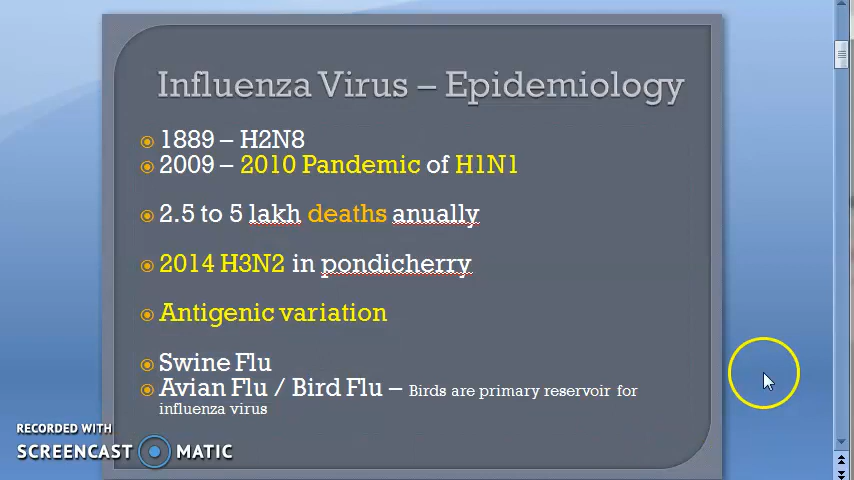 Influenza Virus – Epidemiology
1889 – H2N8
2009 – 2010 Pandemic of H1N1
2.5 to 5 lakh deaths anually
2014 H3N2 in pondicherry
Antigenic variation
Swine Flu
Avian Flu / Bird Flu – Birds are primary reservoir for
influenza virus
RECORDED WITH
SCREENCAST MATIC